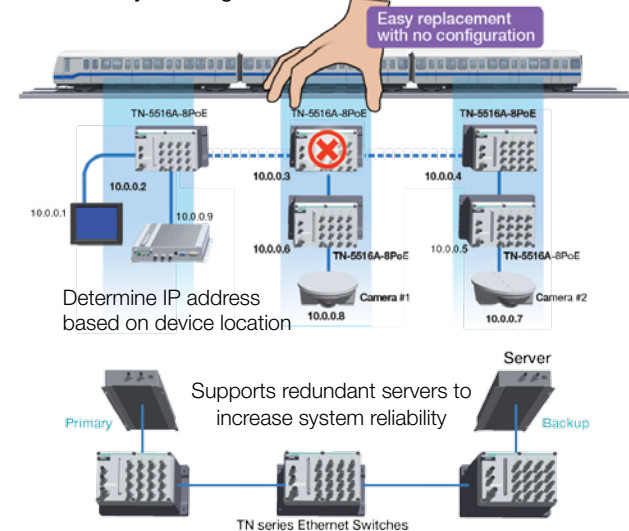 Easy replacement
with no configuration
TN-5516A-8PoE
TN-5516A-8PoE
TN-5516A-8PoE
10.0.0.2
10.0.0.3
10.0.0.4
10.0.0.1
10.0.0.9
10.0.0.6
10.0.0.5
TN-5516A-8PoE
TN-5516A-8PoE
Determine IP address
based on device location
Camera #1
Camera #2
10.0.0.8
10.0.0.7
Server
Supports redundant servers to
increase system reliability
Primary
Backup
TN series Ethernet Switches